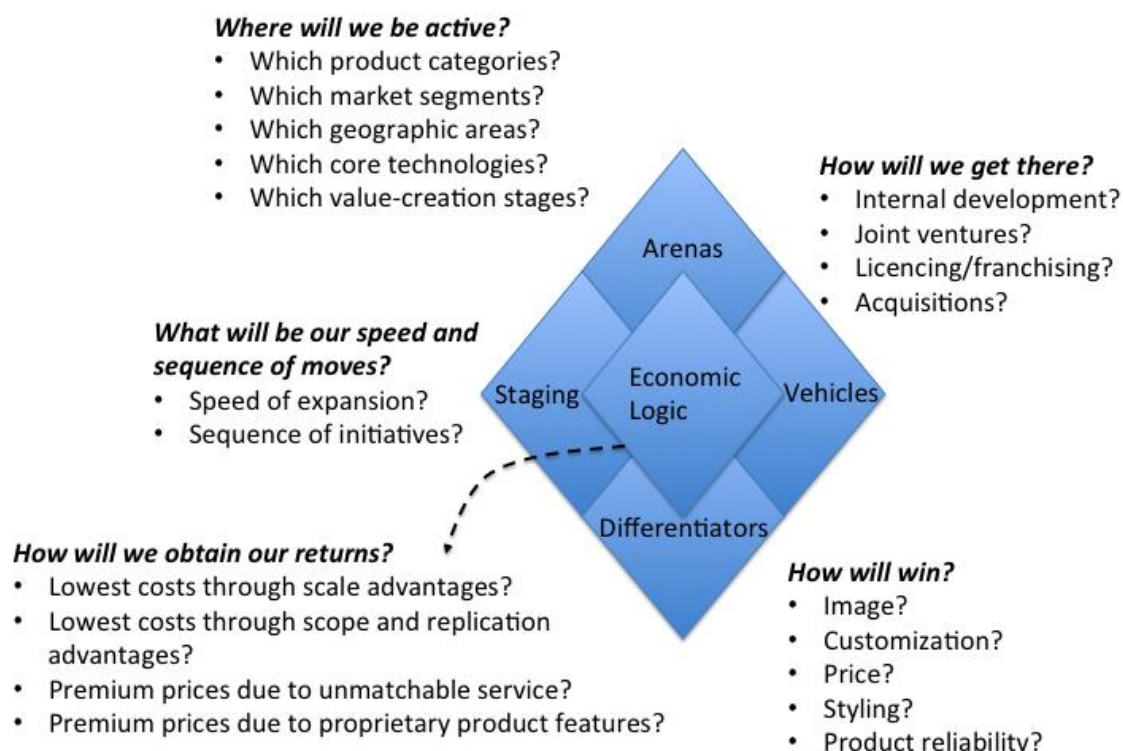 Where will we be active?
• Which product categories?
• Which market segments?
• Which geographic areas?
• Which core technologies?
• Which value-creation stages?
How will we get there?
• Internal development?
• Joint ventures?
• Licencing/franchising?
• Acquisitions?
Arenas
What will be our speed and
sequence of moves?
• Speed of expansion?
• Sequence of initiatives?
Staging
Economic
Logic
Vehicles
Differentiators
How will we obtain our returns?
• Lowest costs through scale advantages?
• Lowest costs through scope and replication
advantages?
• Premium prices due to unmatchable service?
• Premium prices due to proprietary product features?
How will win?
• Image?
• Customization?
• Price?
• Styling?
• Product reliability?